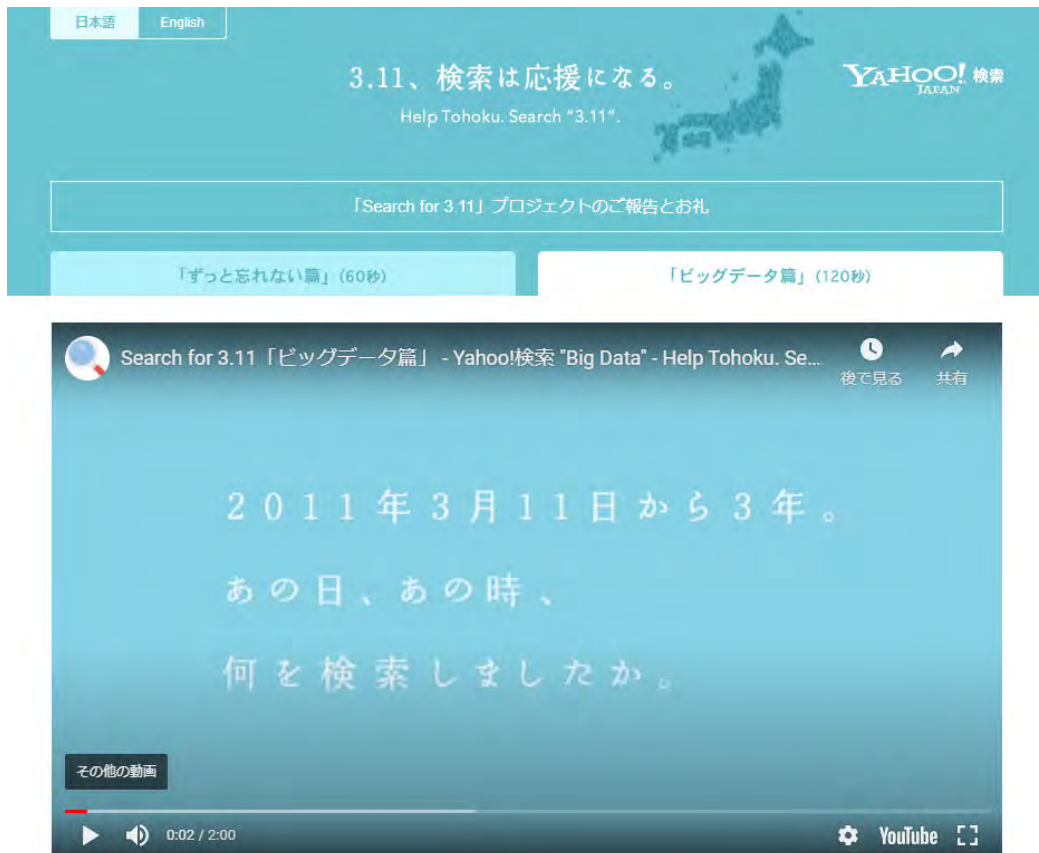 日本語 English
3.11、検索は応援になる。
Help Tohoku. Search “3.11”.
YAHOO! 検索
JAPAN
「Search for 3.11」プロジェクトのご報告とお礼
「ずっと忘れない篇」(60秒) 「ビッグデータ篇」(120秒)
Search for 3.11「ビッグデータ篇」 - Yahoo!検索 "Big Data" - Help Tohoku. Se...
後で見る 共有
2011年3月11日から3年。
あの日、あの時、
何を検索しましたか。
その他の動画
0:02 / 2:00 YouTube